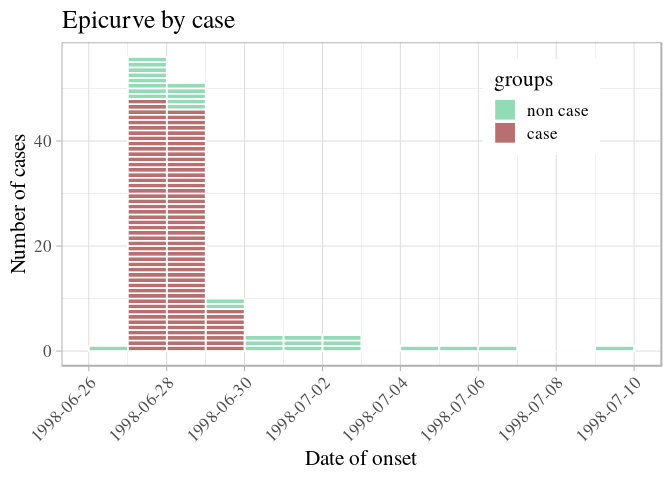 Epicurve by case
groups
non case
case
Number of cases
40
20
0
1998-06-26
1998-06-28
1998-06-30
1998-07-02
1998-07-04
1998-07-06
1998-07-08
1998-07-10
Date of onset